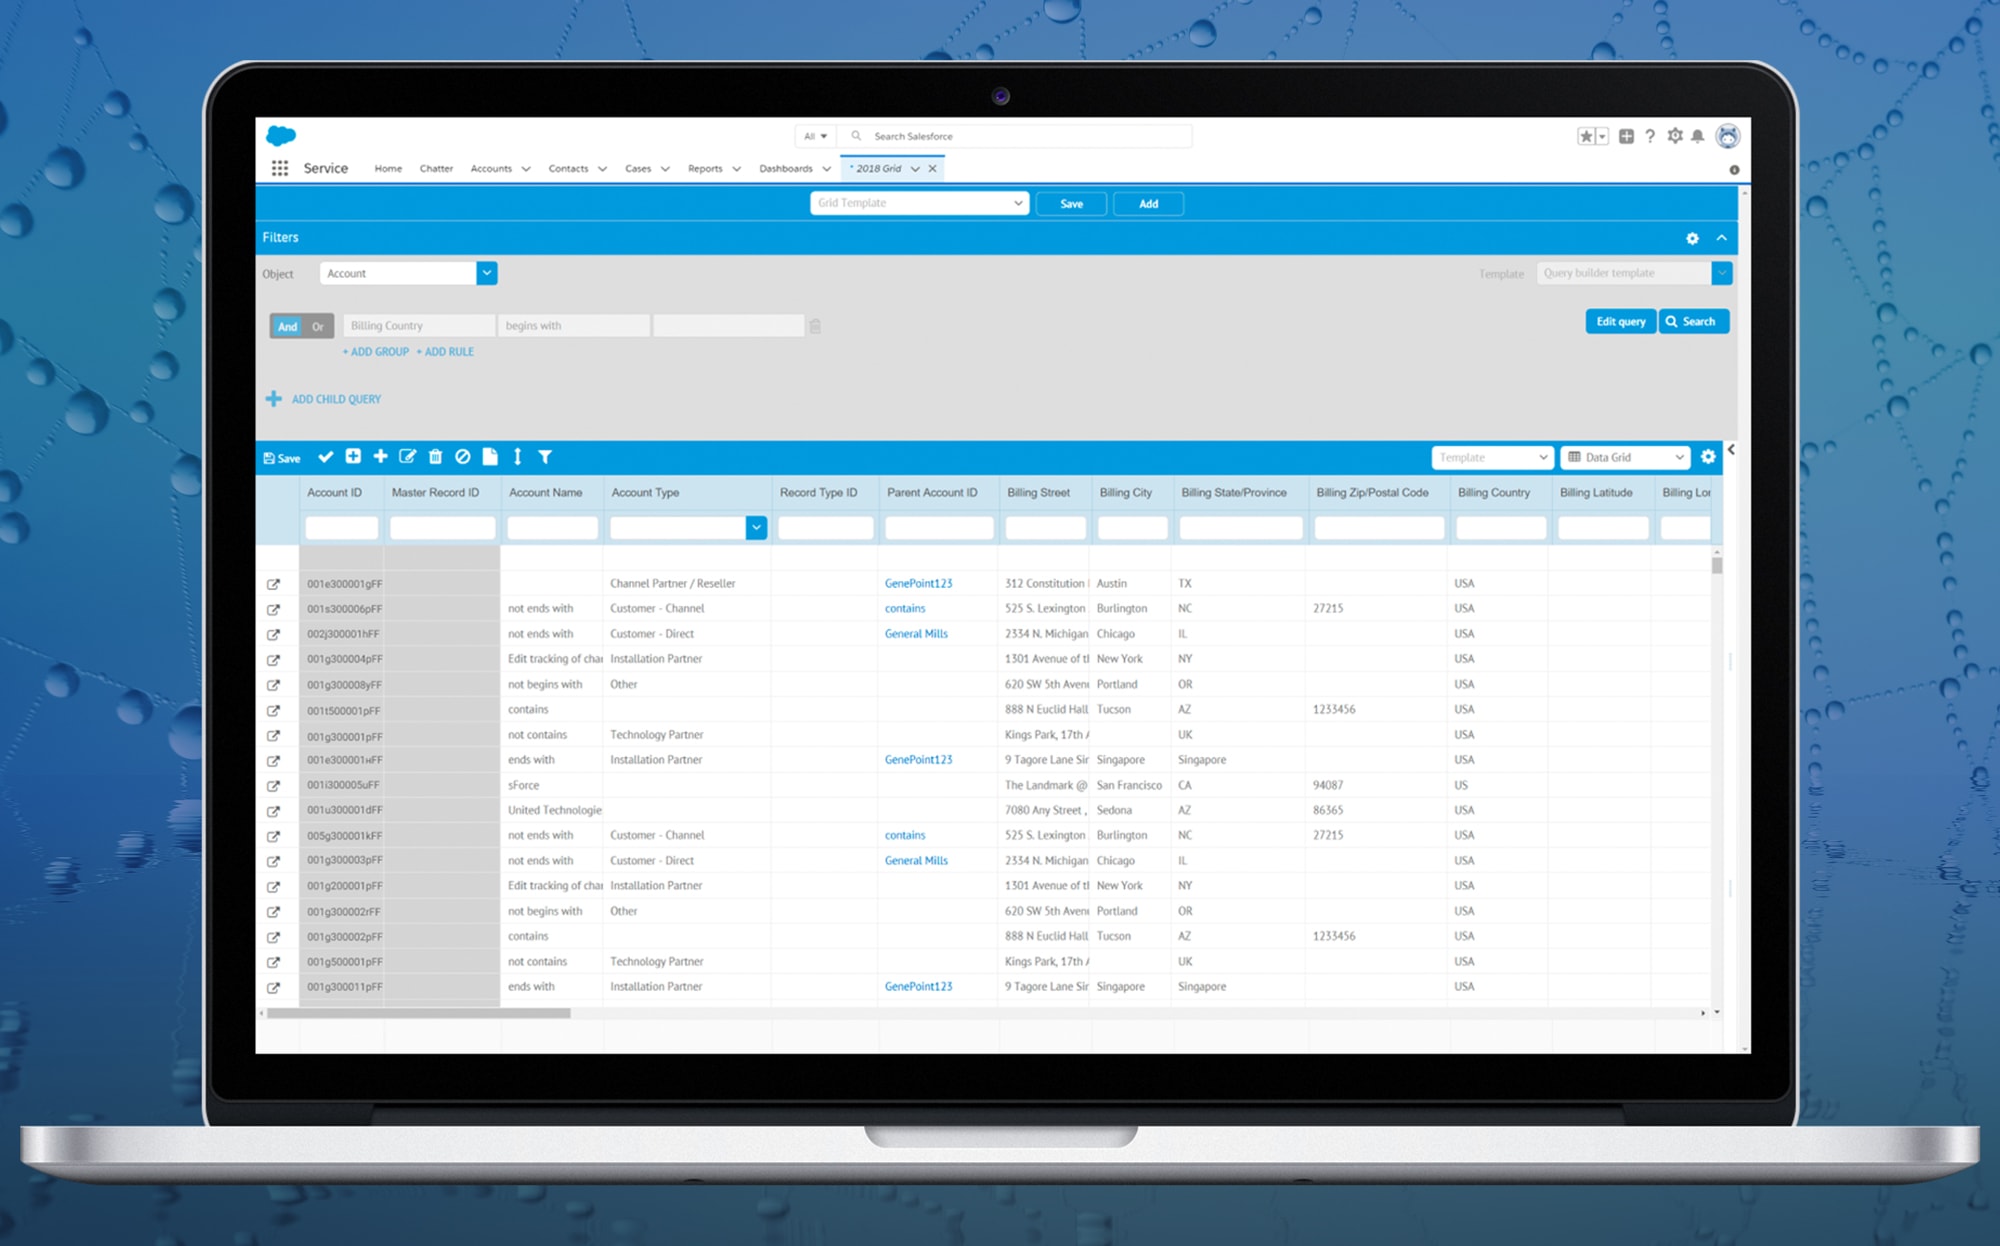 All Search Salesforce
Service Home Chatter Accounts Contacts Cases Reports Dashboards * 2018 Grid
Grid Template Save Add
Filters
Object Account Template Query builder template
And Or Billing Country begins with Edit query Search
+ ADD GROUP + ADD RULE
ADD CHILD QUERY
Save Template Data Grid
Account ID Master Record ID Account Name Account Type Record Type ID Parent Account ID Billing Street Billing City Billing State/Province Billing Zip/Postal Code Billing Country Billing Latitude Billing Lor
001e300001gFF Channel Partner / Reseller GenePoint123 312 Constitution Austin TX USA
001s300006pFF not ends with Customer - Channel contains 525 S. Lexington Burlington NC 27215 USA
002j300001hFF not ends with Customer - Direct General Mills 2334 N. Michigan Chicago IL USA
001g300004pFF Edit tracking of char Installation Partner 1301 Avenue of tl New York NY USA
001g300008yFF not begins with Other 620 SW 5th Aven Portland OR USA
001t500001pFF contains 888 N Euclid Hall Tucson AZ 1233456 USA
001g300001pFF not contains Technology Partner Kings Park, 17th UK USA
001e300001нFF ends with Installation Partner GenePoint123 9 Tagore Lane Sir Singapore Singapore USA
001i300005uFF sForce The Landmark @ San Francisco CA 94087 US
001u300001dFF United Technologie 7080 Any Street , Sedona AZ 86365 USA
005g300001kFF not ends with Customer - Channel contains 525 S. Lexington Burlington NC 27215 USA
001g300003pFF not ends with Customer - Direct General Mills 2334 N. Michigan Chicago IL USA
001g200001pFF Edit tracking of char Installation Partner 1301 Avenue of tl New York NY USA
001g300002rFF not begins with Other 620 SW 5th Aven Portland OR USA
001g300002pFF contains 888 N Euclid Hall Tucson AZ 1233456 USA
001g500001pFF not contains Technology Partner Kings Park, 17th UK USA
001g300011pFF ends with Installation Partner GenePoint123 9 Tagore Lane Sir Singapore Singapore USA